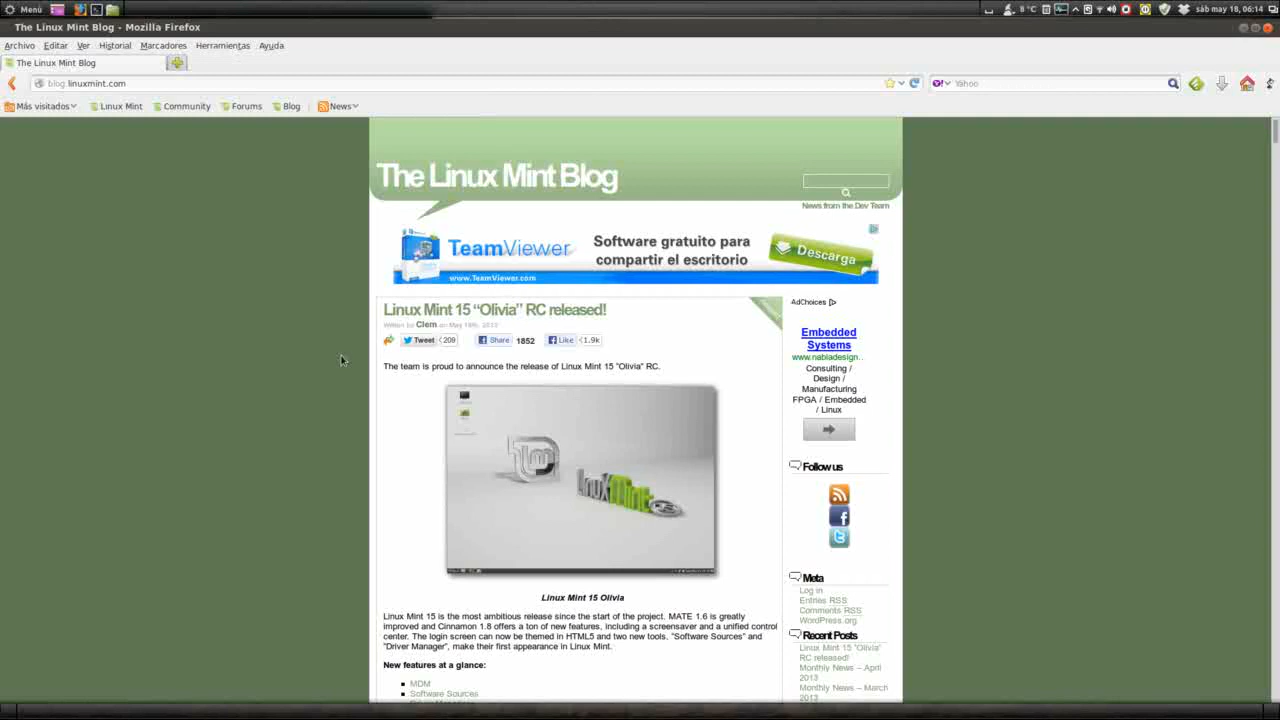 Menú 8 °C sáb may 18, 06:14
The Linux Mint Blog - Mozilla Firefox
Archivo Editar Ver Historial Marcadores Herramientas Ayuda
The Linux Mint Blog
blog.linuxmint.com Yahoo
Más visitados Linux Mint Community Forums Blog News
The Linux Mint Blog
News from the Dev Team
TeamViewer Software gratuito para compartir el escritorio Descarga
www.TeamViewer.com
Linux Mint 15 “Olivia” RC released!
Written by Clem on May 18th, 2013
Tweet 209 Share 1852 Like 1.9k
The team is proud to announce the release of Linux Mint 15 "Olivia" RC.
LinuxMint
Linux Mint 15 Olivia
Linux Mint 15 is the most ambitious release since the start of the project. MATE 1.6 is greatly
improved and Cinnamon 1.8 offers a ton of new features, including a screensaver and a unified control
center. The login screen can now be themed in HTML5 and two new tools, "Software Sources" and
"Driver Manager", make their first appearance in Linux Mint.
New features at a glance:
MDM
Software Sources
AdChoices
Embedded
Systems
www.nabladesign..
Consulting /
Design /
Manufacturing
FPGA / Embedded
/ Linux
Follow us
Meta
Log in
Entries RSS
Comments RSS
WordPress.org
Recent Posts
Linux Mint 15 "Olivia"
RC released!
Monthly News – April
2013
Monthly News – March
2013